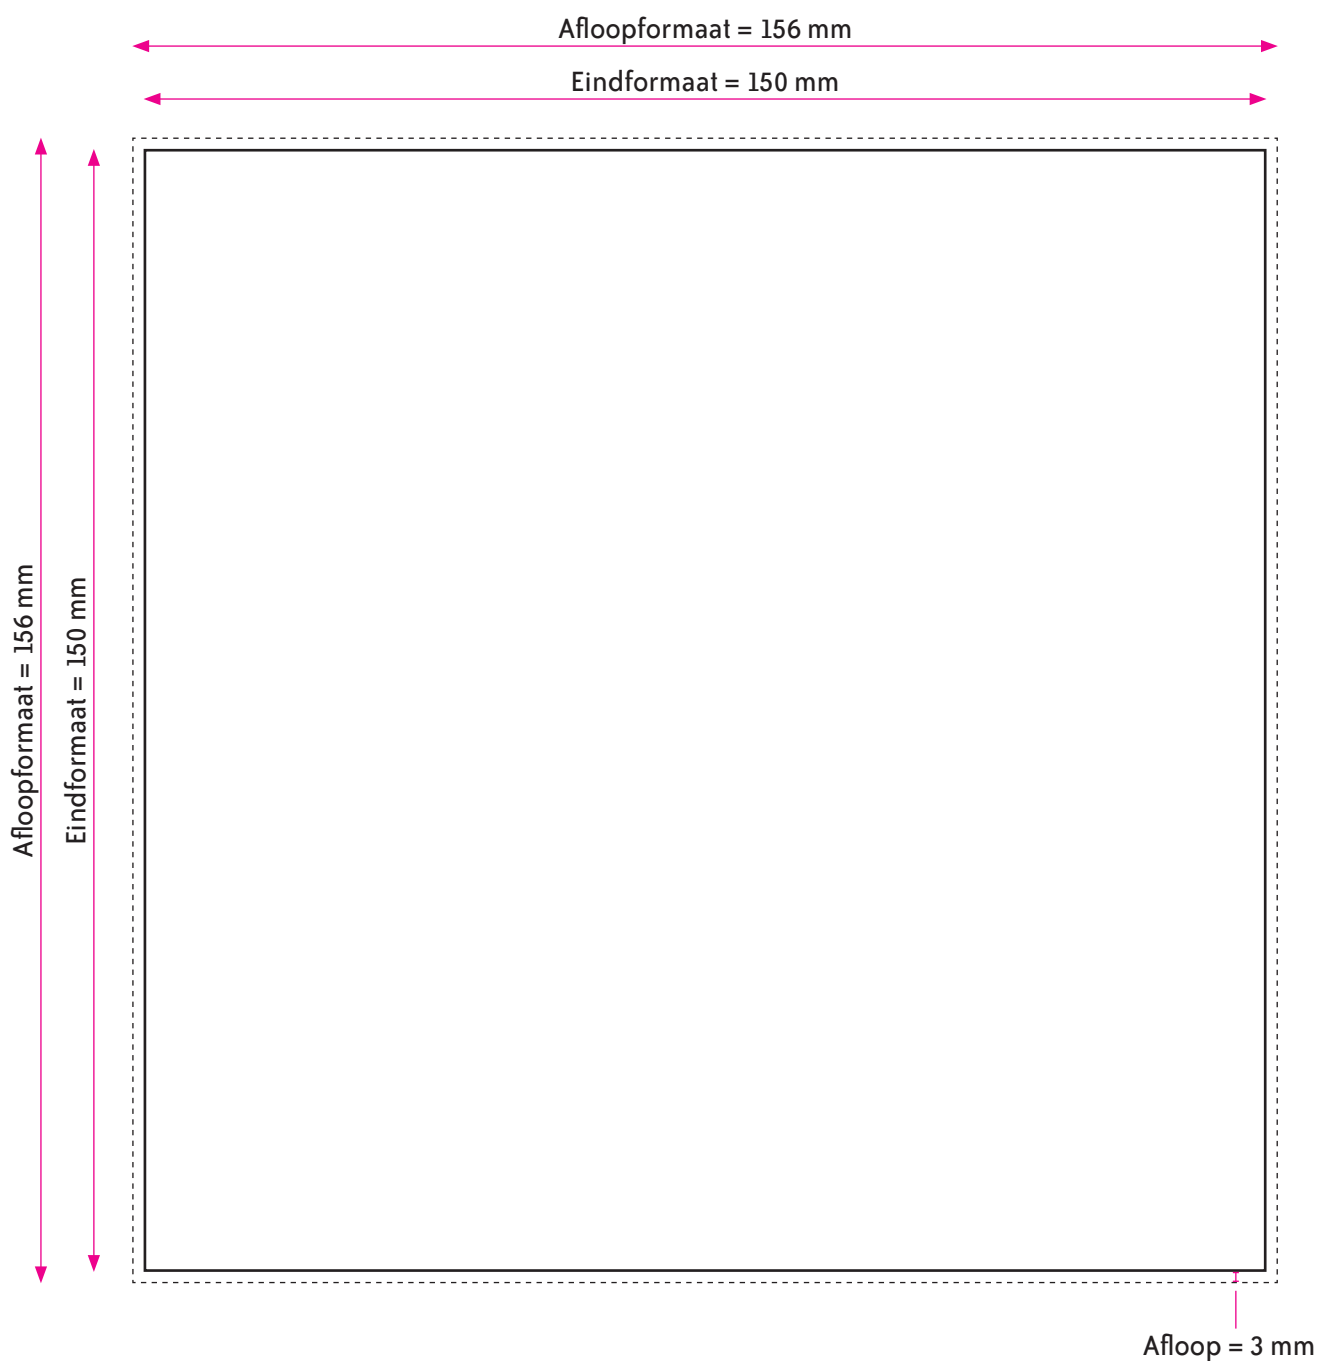 Afloopformaat = 156 mm
Eindformaat = 150 mm
Afloopformaat = 156 mm
Eindformaat = 150 mm
Afloop = 3 mm